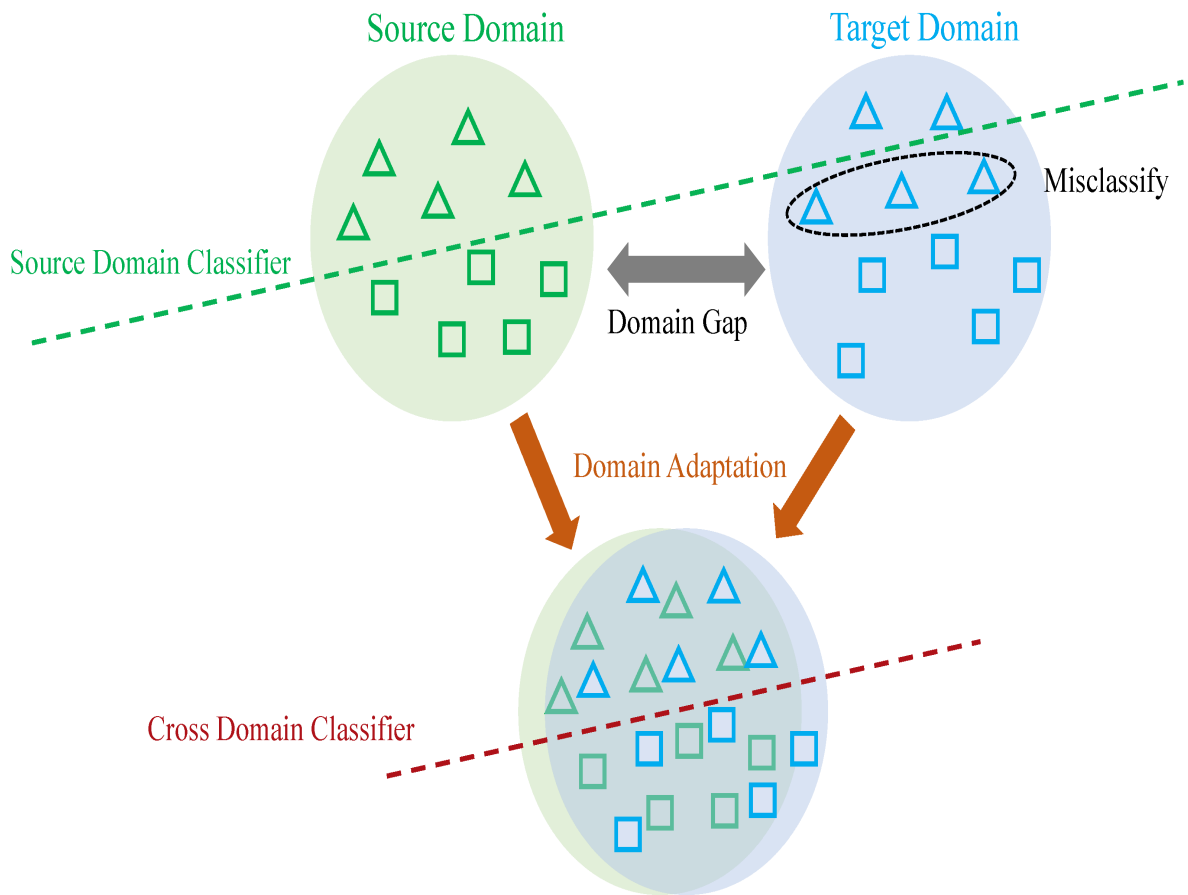 Source Domain
Target Domain
Misclassify
Source Domain Classifier
Domain Gap
Domain Adaptation
Cross Domain Classifier